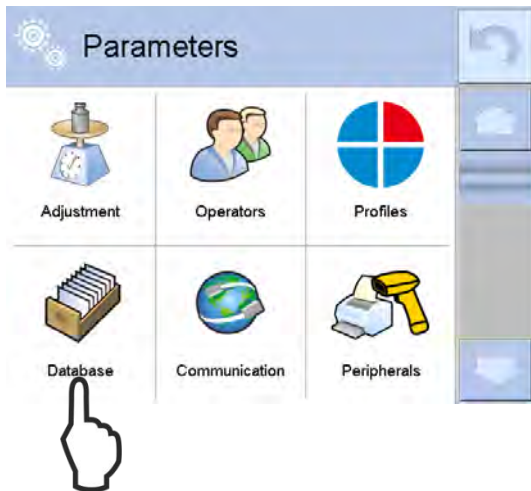 Parameters
Adjustment Operators Profiles
Database Communication Peripherals